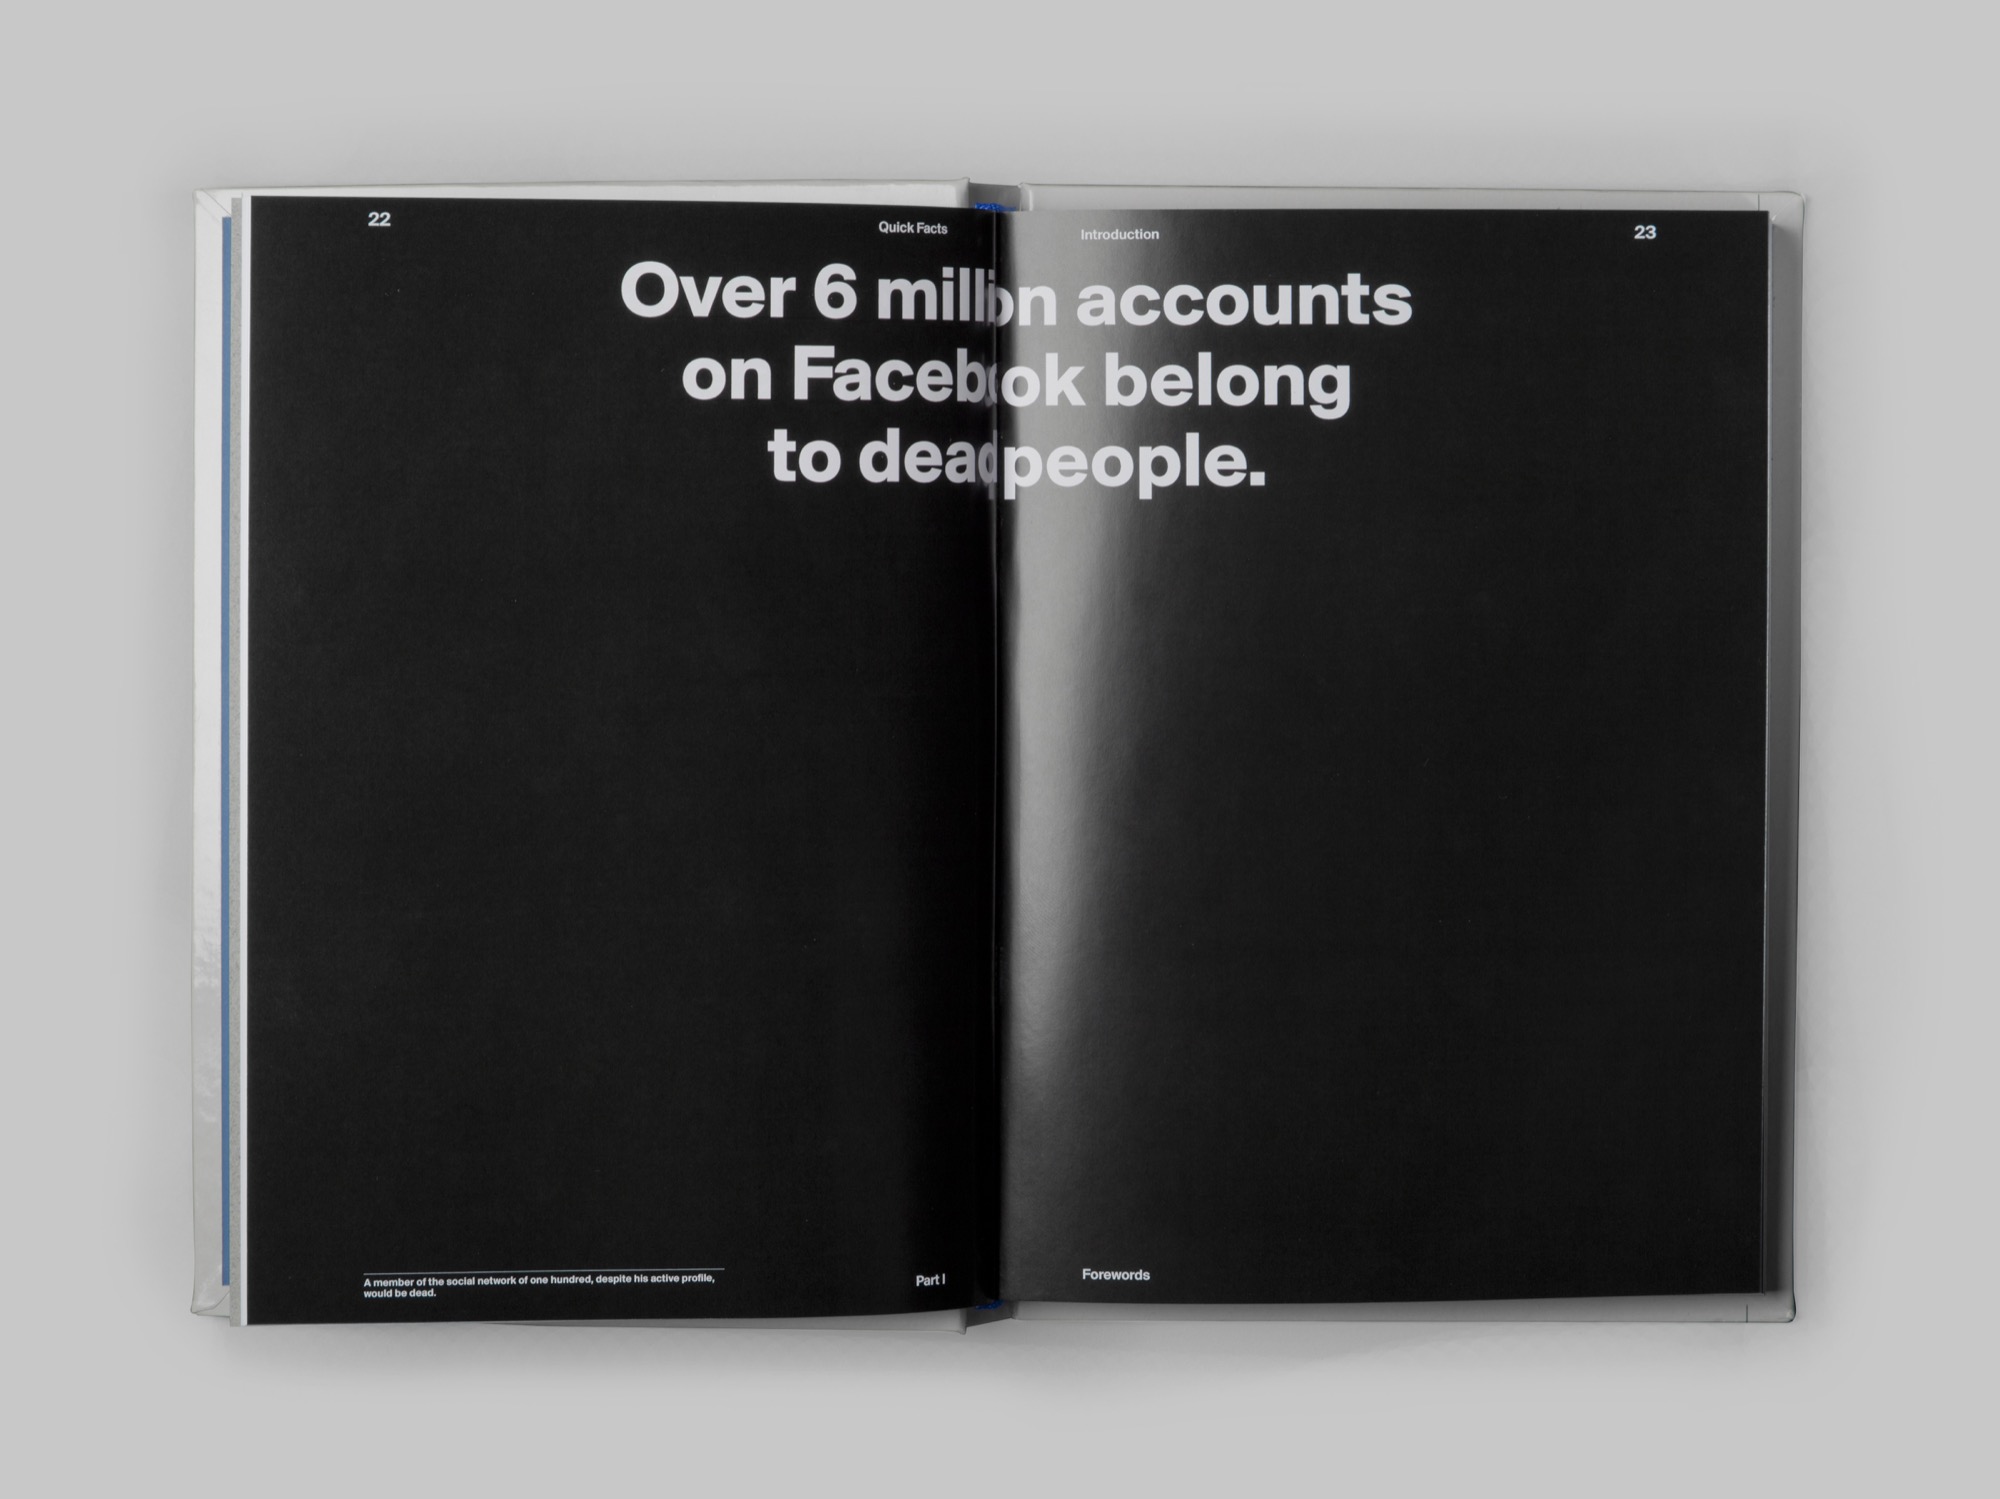 22
Quick Facts
Introduction
23
Over 6 million accounts
on Facebook belong
to dead people.
A member of the social network of one hundred, despite his active profile,
would be dead.
Part I
Forewords